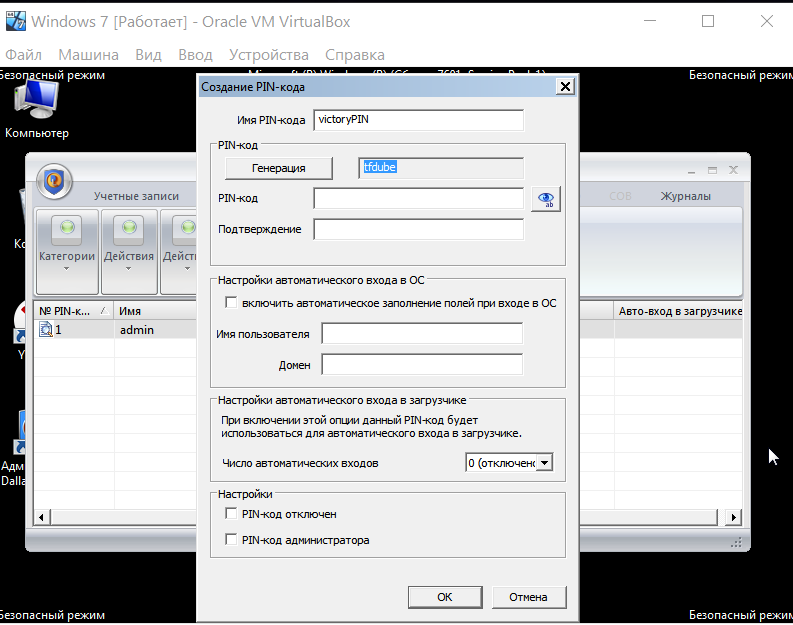 Windows 7 [Работает] - Oracle VM VirtualBox
Файл Машина Вид Ввод Устройства Справка
Безопасный режим
Безопасный режим
Компьютер
Создание PIN-кода
Имя PIN-кода victoryPIN
PIN-код
Генерация tfdube
PIN-код
ab
Подтверждение
Настройки автоматического входа в ОС
включить автоматическое заполнение полей при входе в ОС
Имя пользователя
Домен
Настройки автоматического входа в загрузчике
При включении этой опции данный PIN-код будет
использоваться для автоматического входа в загрузчике.
Число автоматических входов 0 (отключено
Настройки
PIN-код отключен
PIN-код администратора
ОК Отмена
Учетные записи
СОВ Журналы
Категории Действия Дейст
№ PIN-к... Имя Авто-вход в загрузчике
1 admin
Адм
Dalla
Безопасный режим
Безопасный режим